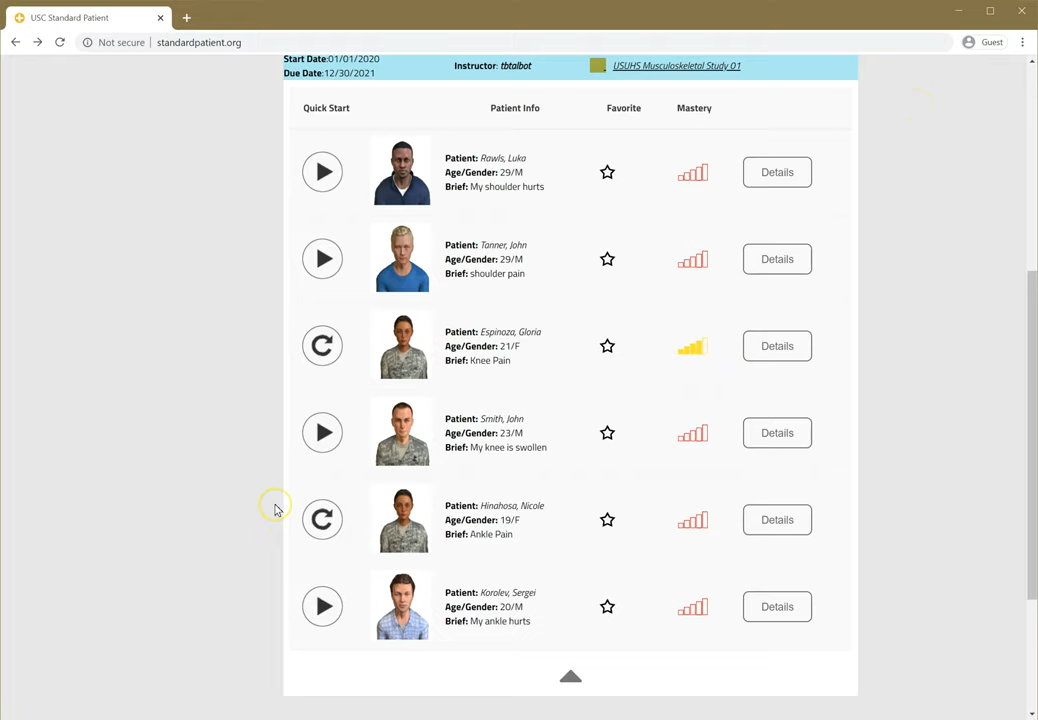 USC Standard Patient
Not secure | standardpatient.org
Guest
Start Date:01/01/2020
Due Date:12/30/2021
Instructor: tbtalbot
USUHS Musculoskeletal Study 01
Quick Start
Patient Info
Favorite
Mastery
Patient: Rawls, Luka
Age/Gender: 29/M
Brief: My shoulder hurts
Details
Patient: Tanner, John
Age/Gender: 29/M
Brief: shoulder pain
Details
Patient: Espinoza, Gloria
Age/Gender: 21/F
Brief: Knee Pain
Details
Patient: Smith, John
Age/Gender: 23/M
Brief: My knee is swollen
Details
Patient: Hinahosa, Nicole
Age/Gender: 19/F
Brief: Ankle Pain
Details
Patient: Korolev, Sergei
Age/Gender: 20/M
Brief: My ankle hurts
Details